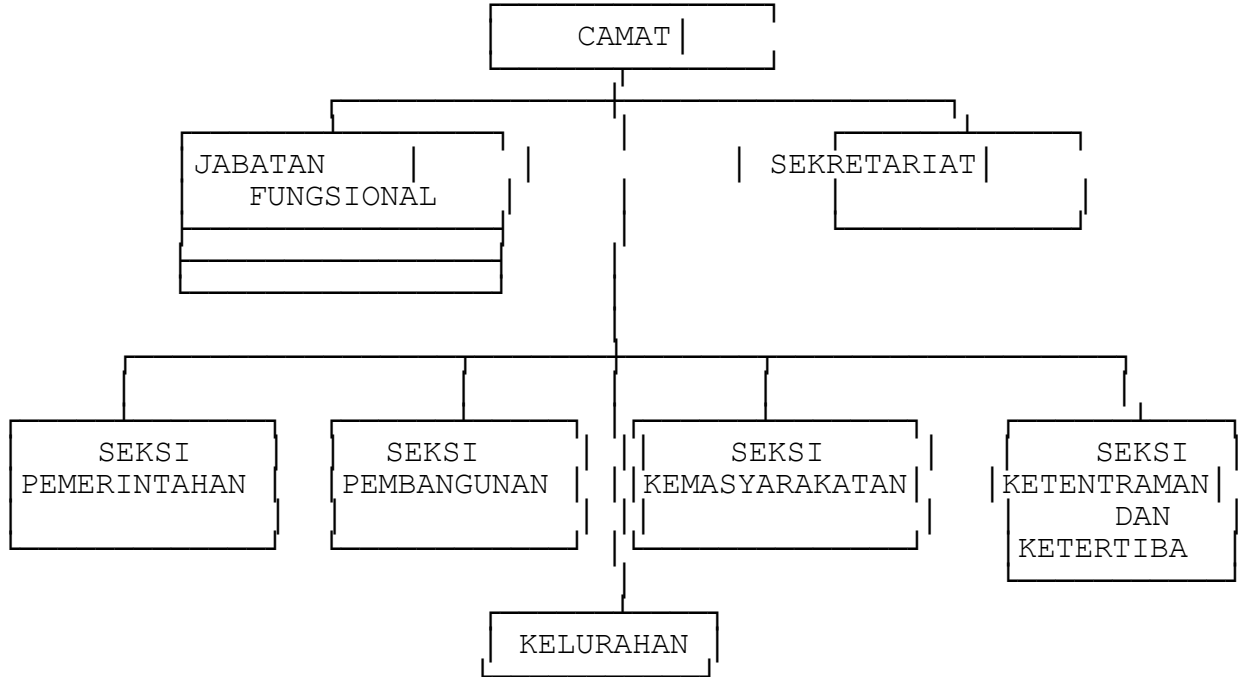 CAMAT
JABATAN
FUNGSIONAL
SEKRETARIAT
SEKSI
PEMERINTAHAN
SEKSI
PEMBANGUNAN
SEKSI
KEMASYARAKATAN
SEKSI
KETENTRAMAN
DAN
KETERTIBA
KELURAHAN